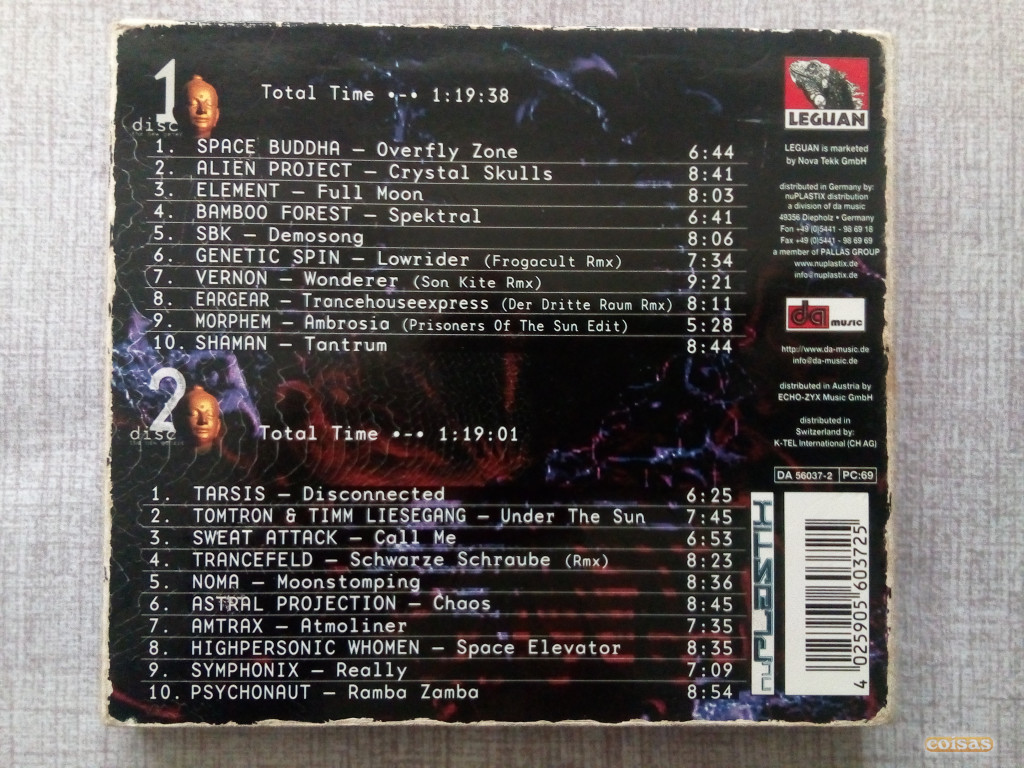 1
disc
Total Time •-• 1:19:38
1. SPACE BUDDHA – Overfly Zone 6:44
2. ALIEN PROJECT – Crystal Skulls 8:41
3. ELEMENT – Full Moon 8:03
4. BAMBOO FOREST – Spektral 6:41
5. SBK – Demosong 8:06
6. GENETIC SPIN – Lowrider (Frogacult Rmx) 7:34
7. VERNON – Wonderer (Son Kite Rmx) 9:21
8. EARGEAR – Trancehouseexpress (Der Dritte Raum Rmx) 8:11
9. MORPHEM – Ambrosia (Prisoners Of The Sun Edit) 5:28
10. SHAMAN – Tantrum 8:44
2
disc
Total Time •-• 1:19:01
1. TARSIS – Disconnected 6:25
2. TOMTRON & TIMM LIESEGANG – Under The Sun 7:45
3. SWEAT ATTACK – Call Me 6:53
4. TRANCEFELD – Schwarze Schraube (Rmx) 8:23
5. NOMA – Moonstomping 8:36
6. ASTRAL PROJECTION – Chaos 8:45
7. AMTRAX – Atmoliner 7:35
8. HIGHPERSONIC WHOMEN – Space Elevator 8:35
9. SYMPHONIX – Really 7:09
10. PSYCHONAUT – Ramba Zamba 8:54
LEGUAN
LEGUAN is marketed
by Nova Tekk GmbH
distributed in Germany by:
nuPLASTIX distribution
a division of da music
49356 Diepholz • Germany
Fon +49 (0)5441 - 98 69 18
Fax +49 (0)5441 - 98 69 69
a member of PALLAS GROUP
www.nuplastix.de
info@nuplastix.de
da music
http://www.da-music.de
info@da-music.de
distributed in Austria by
ECHO-ZYX Music GmbH
distributed in
Switzerland by:
K-TEL International (CH AG)
DA 56037-2 PC:69
4 025905 603725
coisas